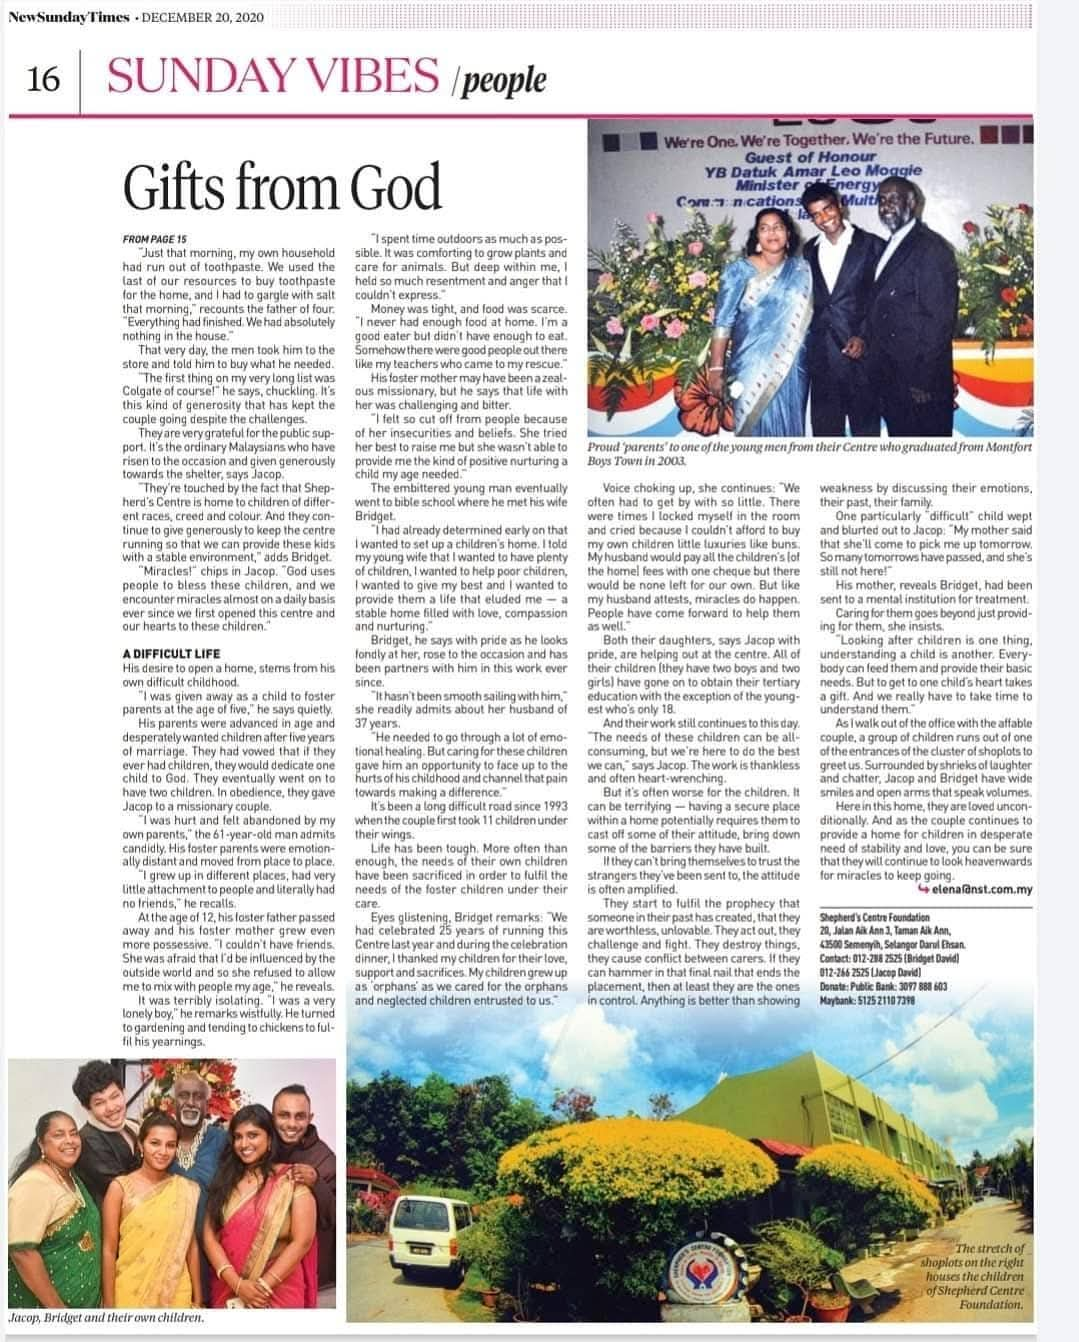 NewSundayTimes • DECEMBER 20, 2020
16
SUNDAY VIBES /people
Gifts from God
FROM PAGE 15
"Just that morning, my own household
had run out of toothpaste. We used the
last of our resources to buy toothpaste
for the home, and I had to gargle with salt
that morning," recounts the father of four.
"Everything had finished. We had absolutely
nothing in the house."
That very day, the men took him to the
store and told him to buy what he needed.
"The first thing on my very long list was
Colgate of course!" he says, chuckling. It's
this kind of generosity that has kept the
couple going despite the challenges.
They are very grateful for the public sup-
port. It's the ordinary Malaysians who have
risen to the occasion and given generously
towards the shelter, says Jacop.
"They're touched by the fact that Shep-
herd's Centre is home to children of differ-
ent races, creed and colour. And they con-
tinue to give generously to keep the centre
running so that we can provide these kids
with a stable environment," adds Bridget.
"Miracles!" chips in Jacop. "God uses
people to bless these children, and we
encounter miracles almost on a daily basis
ever since we first opened this centre and
our hearts to these children."
A DIFFICULT LIFE
His desire to open a home, stems from his
own difficult childhood.
"I was given away as a child to foster
parents at the age of five," he says quietly.
His parents were advanced in age and
desperately wanted children after five years
of marriage. They had vowed that if they
ever had children, they would dedicate one
child to God. They eventually went on to
have two children. In obedience, they gave
Jacop to a missionary couple.
"I was hurt and felt abandoned by my
own parents," the 61-year-old man admits
candidly. His foster parents were emotion-
ally distant and moved from place to place.
"I grew up in different places, had very
little attachment to people and literally had
no friends," he recalls.
At the age of 12, his foster father passed
away and his foster mother grew even
more possessive. "I couldn't have friends.
She was afraid that I'd be influenced by the
outside world and so she refused to allow
me to mix with people my age," he reveals.
It was terribly isolating. "I was a very
lonely boy," he remarks wistfully. He turned
to gardening and tending to chickens to ful-
fil his yearnings.
"I spent time outdoors as much as pos-
sible. It was comforting to grow plants and
care for animals. But deep within me, I
held so much resentment and anger that I
couldn't express."
Money was tight, and food was scarce.
"I never had enough food at home. I'm a
good eater but didn't have enough to eat.
Somehow there were good people out there
like my teachers who came to my rescue."
His foster mother may have been a zeal-
ous missionary, but he says that life with
her was challenging and bitter.
"I felt so cut off from people because
of her insecurities and beliefs. She tried
her best to raise me but she wasn't able to
provide me the kind of positive nurturing a
child my age needed."
The embittered young man eventually
went to bible school where he met his wife
Bridget.
"I had already determined early on that
I wanted to set up a children's home. I told
my young wife that I wanted to have plenty
of children, I wanted to help poor children,
I wanted to give my best and I wanted to
provide them a life that eluded me — a
stable home filled with love, compassion
and nurturing."
Bridget, he says with pride as he looks
fondly at her, rose to the occasion and has
been partners with him in this work ever
since.
"It hasn't been smooth sailing with him,"
she readily admits about her husband of
37 years.
"He needed to go through a lot of emo-
tional healing. But caring for these children
gave him an opportunity to face up to the
hurts of his childhood and channel that pain
towards making a difference."
It's been a long difficult road since 1993
when the couple first took 11 children under
their wings.
Life has been tough. More often than
enough, the needs of their own children
have been sacrificed in order to fulfil the
needs of the foster children under their
care.
Eyes glistening, Bridget remarks: "We
had celebrated 25 years of running this
Centre last year and during the celebration
dinner, I thanked my children for their love,
support and sacrifices. My children grew up
as 'orphans' as we cared for the orphans
and neglected children entrusted to us."
We're One. We're Together. We're the Future.
Guest of Honour
YB Datuk Amar Leo Moggie
Minister Energy
Proud 'parents' to one of the young men from their Centre who graduated from Montfort
Boys Town in 2003.
Voice choking up, she continues: "We
often had to get by with so little. There
were times I locked myself in the room
and cried because I couldn't afford to buy
my own children little luxuries like buns.
My husband would pay all the children's (of
the home) fees with one cheque but there
would be none left for our own. But like
my husband attests, miracles do happen.
People have come forward to help them
as well."
Both their daughters, says Jacop with
pride, are helping out at the centre. All of
their children (they have two boys and two
girls) have gone on to obtain their tertiary
education with the exception of the young-
est who's only 18.
And their work still continues to this day.
"The needs of these children can be all-
consuming, but we're here to do the best
we can," says Jacop. The work is thankless
and often heart-wrenching.
But it's often worse for the children. It
can be terrifying — having a secure place
within a home potentially requires them to
cast off some of their attitude, bring down
some of the barriers they have built.
If they can't bring themselves to trust the
strangers they've been sent to, the attitude
is often amplified.
They start to fulfil the prophecy that
someone in their past has created, that they
are worthless, unlovable. They act out, they
challenge and fight. They destroy things,
they cause conflict between carers. If they
can hammer in that final nail that ends the
placement, then at least they are the ones
in control. Anything is better than showing
weakness by discussing their emotions,
their past, their family.
One particularly "difficult" child wept
and blurted out to Jacop: "My mother said
that she'll come to pick me up tomorrow.
So many tomorrows have passed, and she's
still not here!"
His mother, reveals Bridget, had been
sent to a mental institution for treatment.
Caring for them goes beyond just provid-
ing for them, she insists.
"Looking after children is one thing,
understanding a child is another. Every-
body can feed them and provide their basic
needs. But to get to one child's heart takes
a gift. And we really have to take time to
understand them."
As I walk out of the office with the affable
couple, a group of children runs out of one
of the entrances of the cluster of shoplots to
greet us. Surrounded by shrieks of laughter
and chatter, Jacop and Bridget have wide
smiles and open arms that speak volumes.
Here in this home, they are loved uncon-
ditionally. And as the couple continues to
provide a home for children in desperate
need of stability and love, you can be sure
that they will continue to look heavenwards
for miracles to keep going.
elena@nst.com.my
Shepherd's Centre Foundation
20, Jalan Aik Ann 3, Taman Aik Ann,
43500 Semenyih, Selangor Darul Ehsan.
Contact: 012-288 2525 (Bridget David)
012-266 2525 (Jacop David)
Donate: Public Bank: 3097 888 603
Maybank: 5125 2110 7398
Jacop, Bridget and their own children.
The stretch of
shoplots on the right
houses the children
of Shepherd Centre
Foundation.